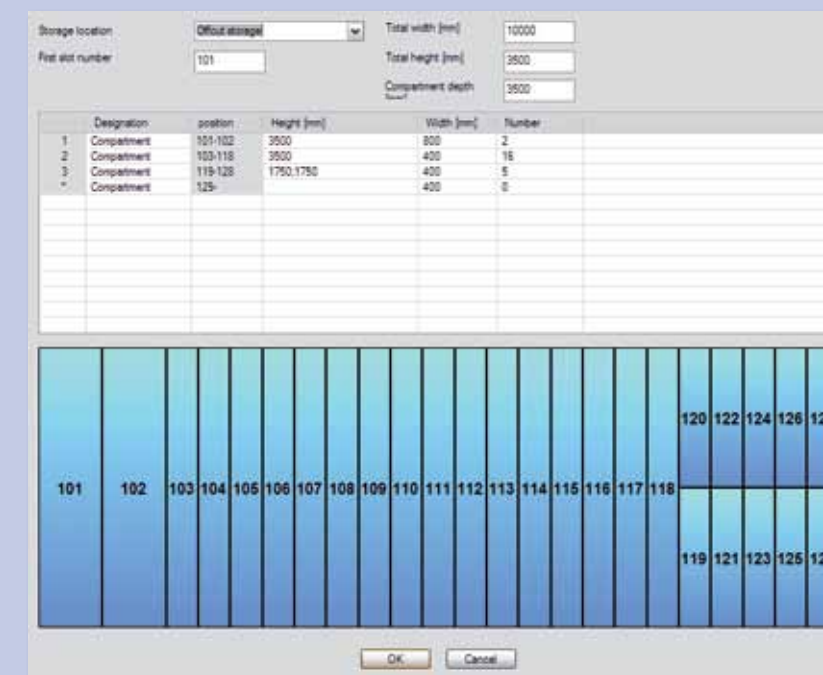 Storage location Offcut storage Total width [mm] 10000
First slot number 101 Total height [mm] 3500
Compartment depth 3500
Designation position Height [mm] Width [mm] Number
1 Compartment 101-102 3500 800 2
2 Compartment 103-118 3500 400 16
3 Compartment 119-128 1750;1750 400 5
* Compartment 129- 400 0
120 122 124 126
101 102 103 104 105 106 107 108 109 110 111 112 113 114 115 116 117 118
119 121 123 125
OK Cancel